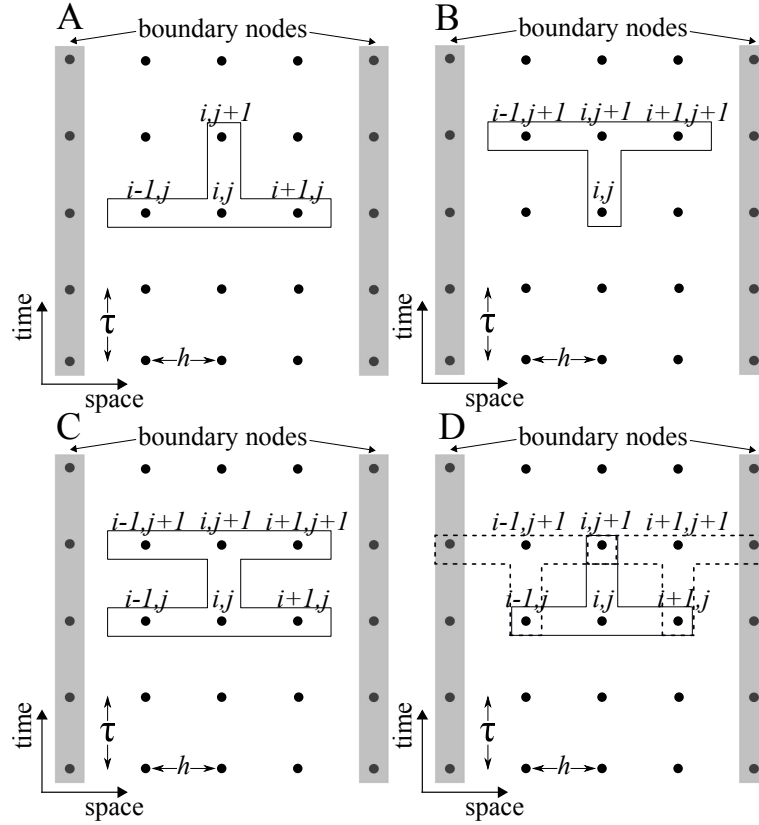 A
boundary nodes
i,j+1
i-1,j
i,j
i+1,j
τ
h
time
space
B
boundary nodes
i-1,j+1
i,j+1
i+1,j+1
i,j
τ
h
time
space
C
boundary nodes
i-1,j+1
i,j+1
i+1,j+1
i-1,j
i,j
i+1,j
τ
h
time
space
D
boundary nodes
i-1,j+1
i,j+1
i+1,j+1
i-1,j
i,j
i+1,j
τ
h
time
space